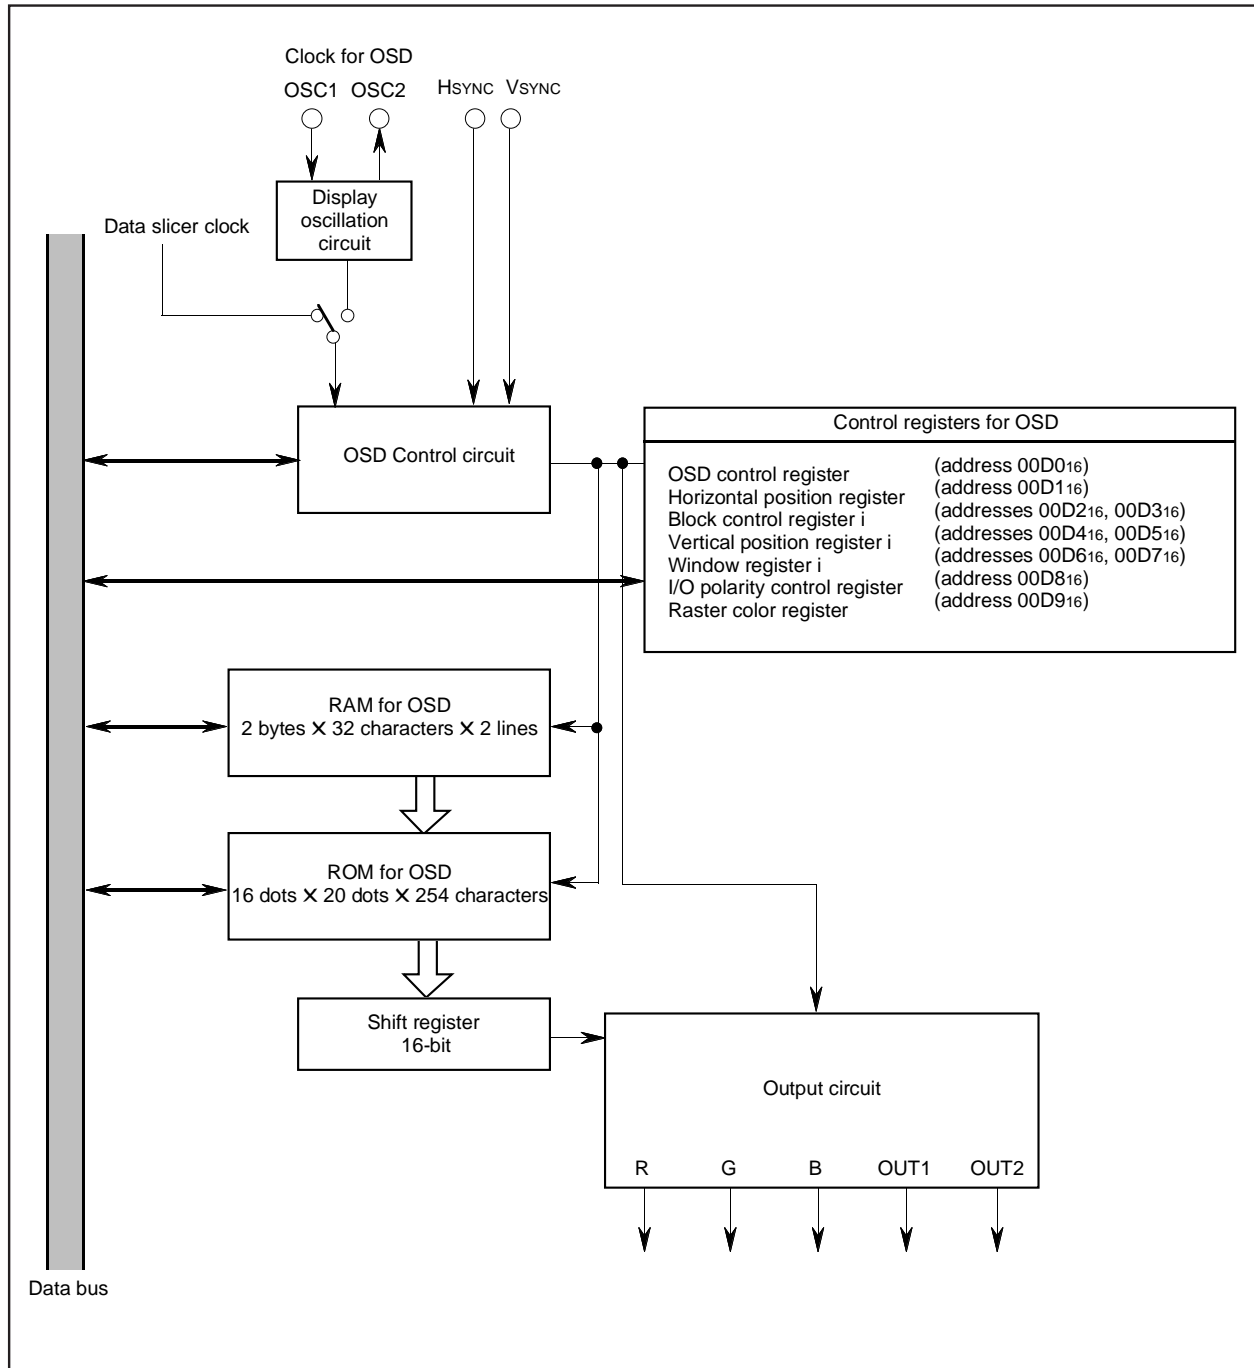 Clock for OSD
OSC1 OSC2 HSYNC VSYNC
Display
oscillation
circuit
Data slicer clock
Control registers for OSD
OSD Control circuit
OSD control register (address 00D016)
Horizontal position register (address 00D116)
Block control register i (addresses 00D216, 00D316)
Vertical position register i (addresses 00D416, 00D516)
Window register i (addresses 00D616, 00D716)
I/O polarity control register (address 00D816)
Raster color register (address 00D916)
RAM for OSD
2 bytes × 32 characters × 2 lines
ROM for OSD
16 dots × 20 dots × 254 characters
Shift register
16-bit
Output circuit
R G B OUT1 OUT2
Data bus